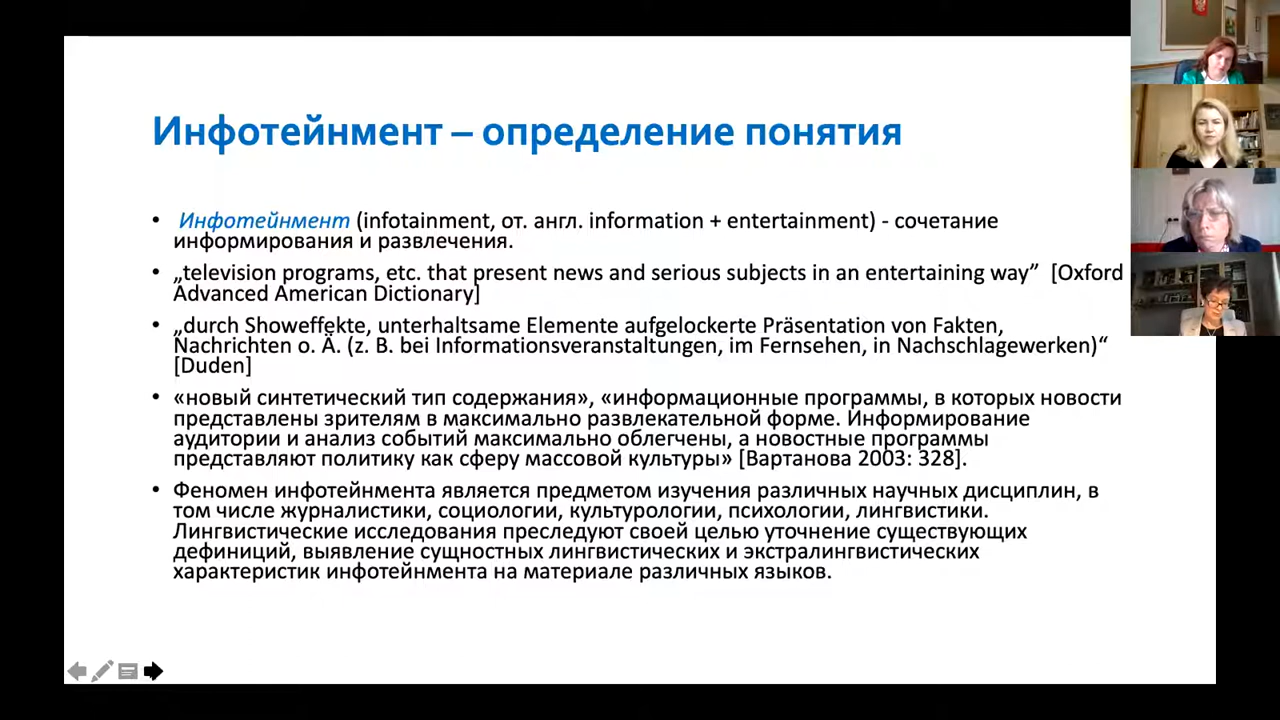 Инфотейнмент – определение понятия
• Инфотейнмент (infotainment, от. англ. information + entertainment) - сочетание
информирования и развлечения.
• „television programs, etc. that present news and serious subjects in an entertaining way” [Oxford
Advanced American Dictionary]
• „durch Showeffekte, unterhaltsame Elemente aufgelockerte Präsentation von Fakten,
Nachrichten o. Ä. (z. B. bei Informationsveranstaltungen, im Fernsehen, in Nachschlagewerken)“
[Duden]
• «новый синтетический тип содержания», «информационные программы, в которых новости
представлены зрителям в максимально развлекательной форме. Информирование
аудитории и анализ событий максимально облегчены, а новостные программы
представляют политику как сферу массовой культуры» [Вартанова 2003: 328].
• Феномен инфотейнмента является предметом изучения различных научных дисциплин, в
том числе журналистики, социологии, культурологии, психологии, лингвистики.
Лингвистические исследования преследуют своей целью уточнение существующих
дефиниций, выявление сущностных лингвистических и экстралингвистических
характеристик инфотейнмента на материале различных языков.